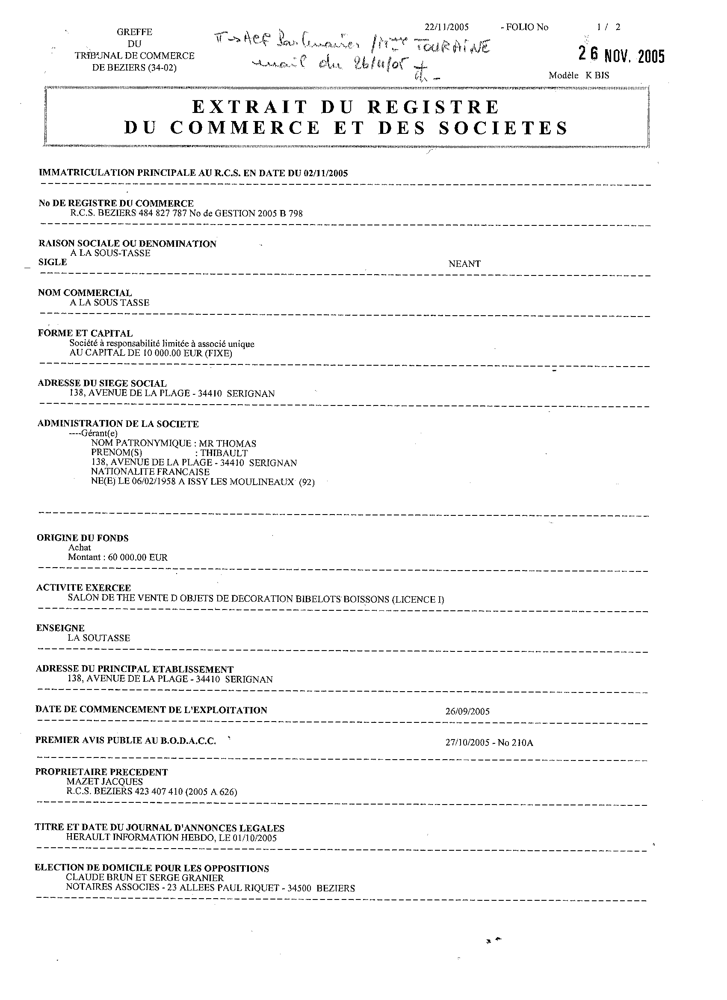 22/11/2005 - FOLIO No 1 / 2
GREFFE
DU
TRIBUNAL DE COMMERCE
DE BEZIERS (34-02)
ACF Partenaires / Mme TOURAINE
mail du 26/11/05
26 NOV. 2005
Modèle K BIS
EXTRAIT DU REGISTRE
DU COMMERCE ET DES SOCIETES
IMMATRICULATION PRINCIPALE AU R.C.S. EN DATE DU 02/11/2005
No DE REGISTRE DU COMMERCE
R.C.S. BEZIERS 484 827 787 No de GESTION 2005 B 798
RAISON SOCIALE OU DENOMINATION
A LA SOUS-TASSE
SIGLE NEANT
NOM COMMERCIAL
A LA SOUS TASSE
FORME ET CAPITAL
Société à responsabilité limitée à associé unique
AU CAPITAL DE 10 000.00 EUR (FIXE)
ADRESSE DU SIEGE SOCIAL
138, AVENUE DE LA PLAGE - 34410 SERIGNAN
ADMINISTRATION DE LA SOCIETE
----Gérant(e)
NOM PATRONYMIQUE : MR THOMAS
PRENOM(S) : THIBAULT
138, AVENUE DE LA PLAGE - 34410 SERIGNAN
NATIONALITE FRANCAISE
NE(E) LE 06/02/1958 A ISSY LES MOULINEAUX (92)
ORIGINE DU FONDS
Achat
Montant : 60 000.00 EUR
ACTIVITE EXERCEE
SALON DE THE VENTE D OBJETS DE DECORATION BIBELOTS BOISSONS (LICENCE I)
ENSEIGNE
LA SOUTASSE
ADRESSE DU PRINCIPAL ETABLISSEMENT
138, AVENUE DE LA PLAGE - 34410 SERIGNAN
DATE DE COMMENCEMENT DE L'EXPLOITATION 26/09/2005
PREMIER AVIS PUBLIE AU B.O.D.A.C.C. 27/10/2005 - No 210A
PROPRIETAIRE PRECEDENT
MAZET JACQUES
R.C.S. BEZIERS 423 407 410 (2005 A 626)
TITRE ET DATE DU JOURNAL D'ANNONCES LEGALES
HERAULT INFORMATION HEBDO, LE 01/10/2005
ELECTION DE DOMICILE POUR LES OPPOSITIONS
CLAUDE BRUN ET SERGE GRANIER
NOTAIRES ASSOCIES - 23 ALLEES PAUL RIQUET - 34500 BEZIERS